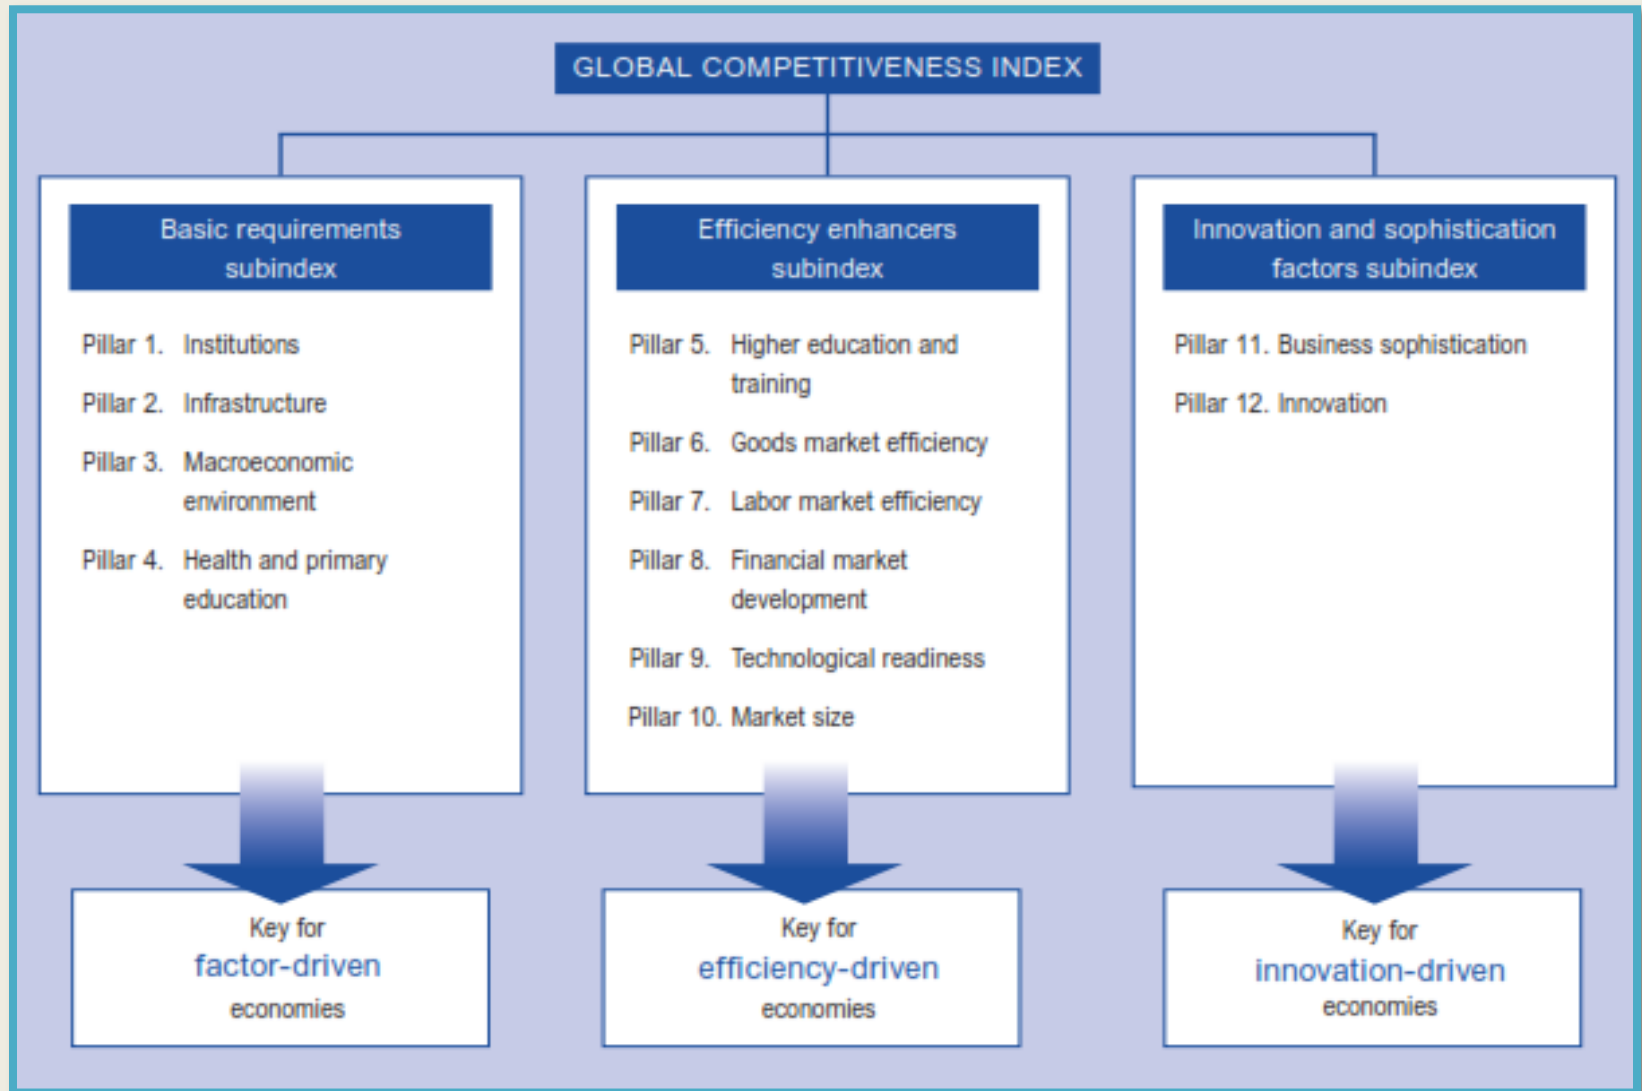 GLOBAL COMPETITIVENESS INDEX
Basic requirements
subindex
Pillar 1. Institutions
Pillar 2. Infrastructure
Pillar 3. Macroeconomic
environment
Pillar 4. Health and primary
education
Key for
factor-driven
economies
Efficiency enhancers
subindex
Pillar 5. Higher education and
training
Pillar 6. Goods market efficiency
Pillar 7. Labor market efficiency
Pillar 8. Financial market
development
Pillar 9. Technological readiness
Pillar 10. Market size
Key for
efficiency-driven
economies
Innovation and sophistication
factors subindex
Pillar 11. Business sophistication
Pillar 12. Innovation
Key for
innovation-driven
economies